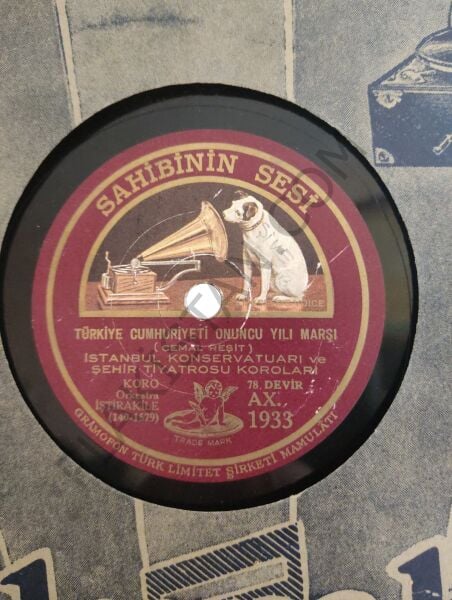 SAHİBİNİN SESİ
TÜRKİYE CUMHURİYETİ ONUNCU YILI MARŞI
(CEMAL REŞİT)
İSTANBUL KONSERVATUARI ve
ŞEHİR TİYATROSU KOROLARI
KORO
Orkestra
İŞTİRAKİLE
(140-1579)
78. DEVİR
AX.
1933
TRADE MARK
GRAMOFON TÜRK LİMİTET ŞİRKETİ MAMULATI